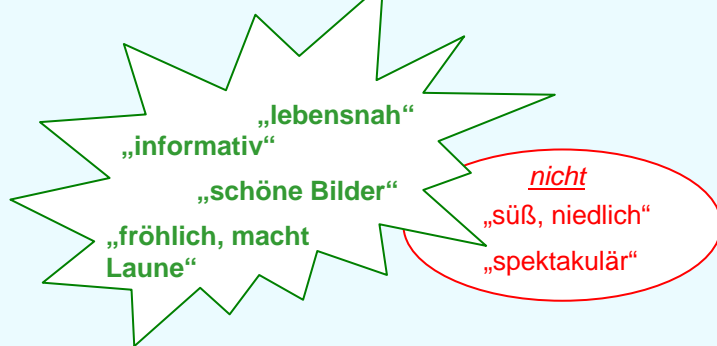 „lebensnah“
„informativ“
„schöne Bilder“
„fröhlich, macht
Laune“
nicht
„süß, niedlich“
„spektakulär“